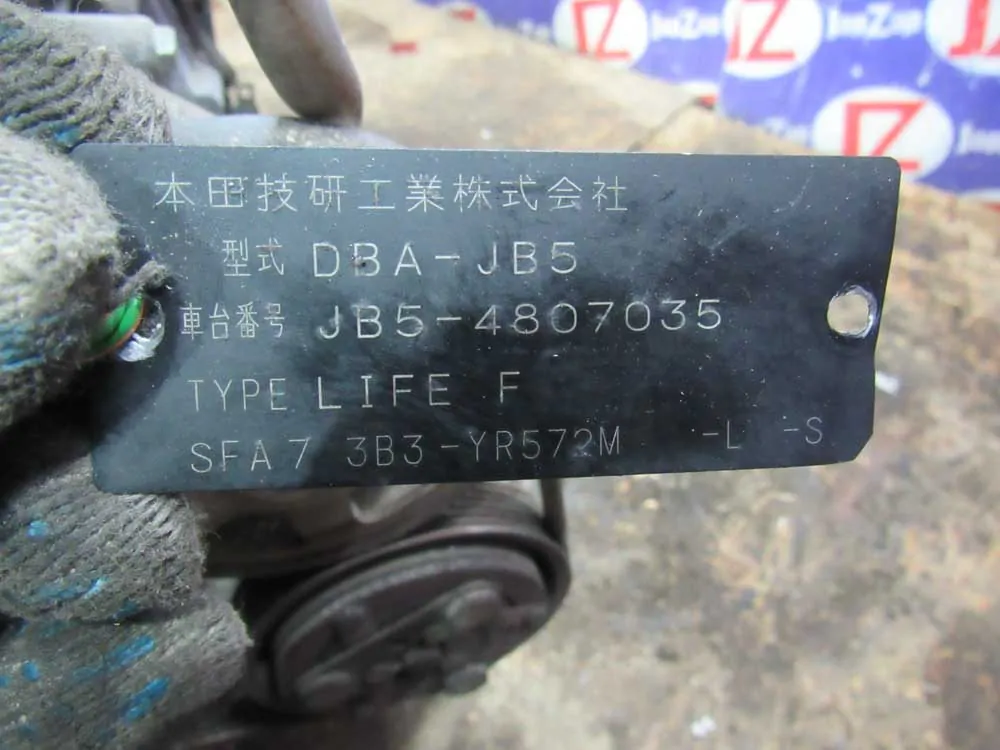 本田技研工業株式会社
型式 DBA-JB5
車台番号 JB5-4807035
TYPE LIFE F
SFA7 3B3-YR572M -L -S